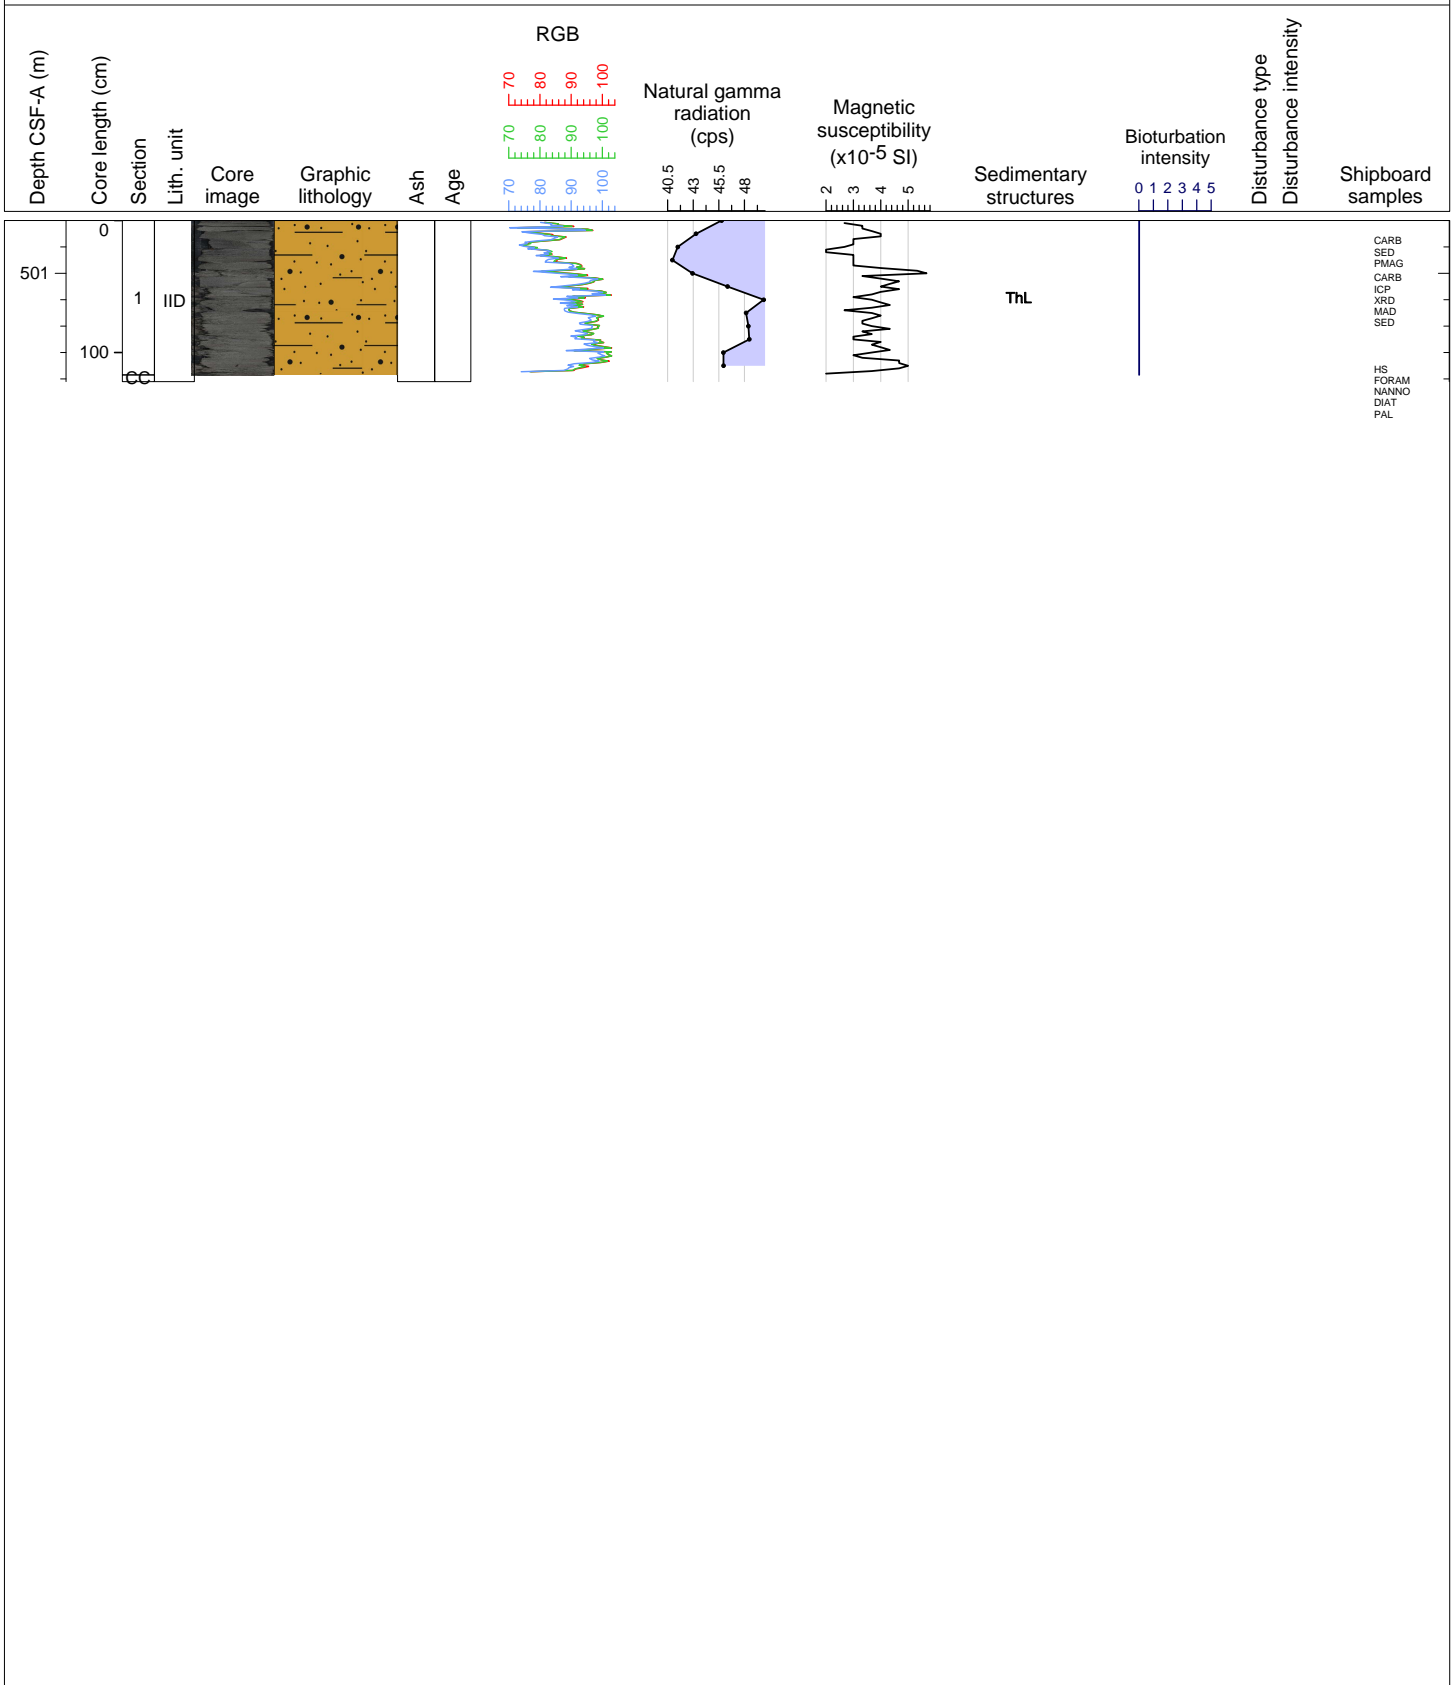 Depth CSF-A (m)
Core length (cm)
Section
Lith. unit
Core
image
Graphic
lithology
Ash
Age
RGB
70 80 90 100
70 80 90 100
70 80 90 100
Natural gamma
radiation
(cps)
40.5 43 45.5 48
Magnetic
susceptibility
(x10-5 SI)
2 3 4 5
Sedimentary
structures
Bioturbation
intensity
0 1 2 3 4 5
Disturbance type
Disturbance intensity
Shipboard
samples
0
501
100
1
CC
IID
ThL
CARB
SED
PMAG
CARB
ICP
XRD
MAD
SED
HS
FORAM
NANNO
DIAT
PAL